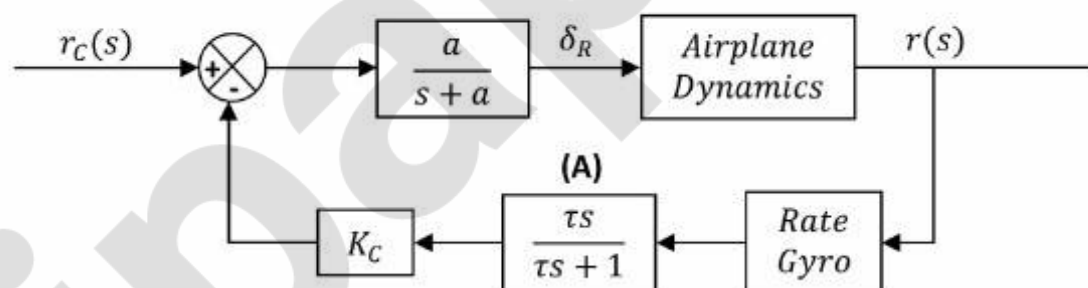 r_C(s)
+
-
a
s + a
δ_R
Airplane
Dynamics
r(s)
(A)
K_C
τs
τs + 1
Rate
Gyro